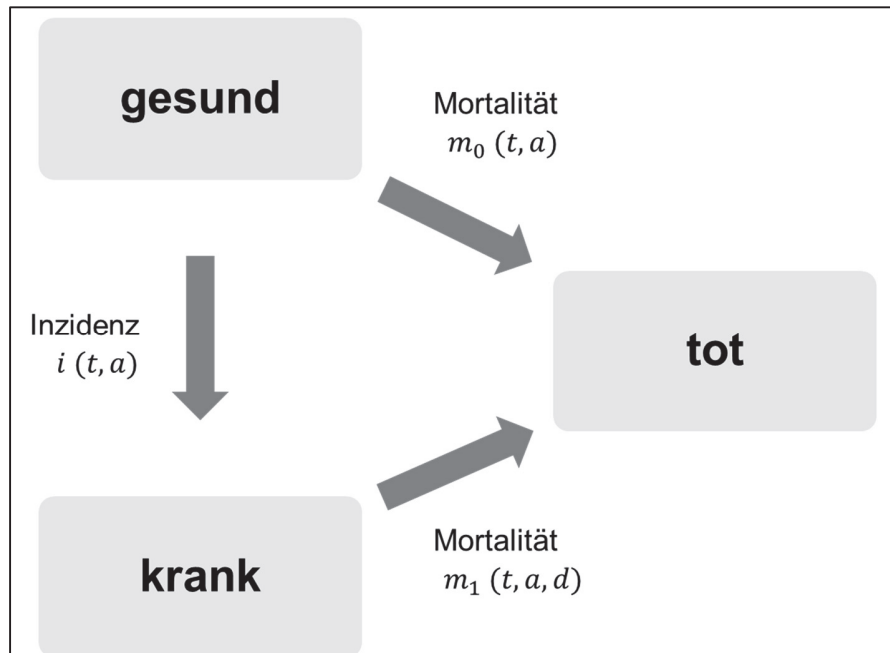 gesund
Mortalität
m₀ (t, a)
Inzidenz
i (t, a)
tot
krank
Mortalität
m₁ (t, a, d)